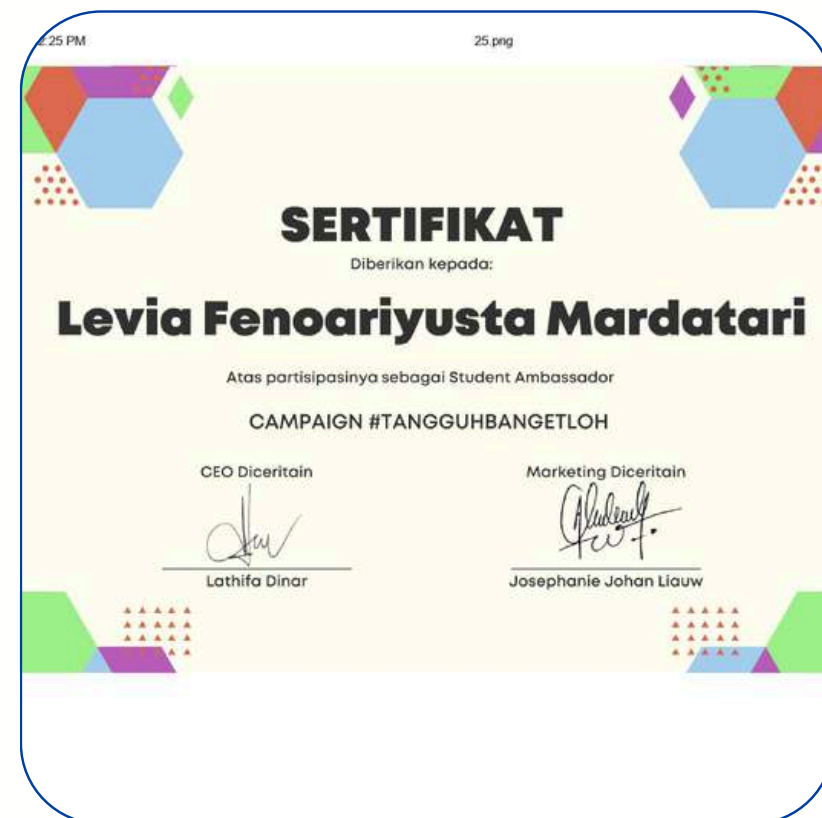 2:25 PM
25.png
SERTIFIKAT
Diberikan kepada:
Levia Fenoariyusta Mardatari
Atas partisipasinya sebagai Student Ambassador
CAMPAIGN #TANGGUHBANGETLOH
CEO Diceritain
Marketing Diceritain
Lathifa Dinar
Josephanie Johan Liauw